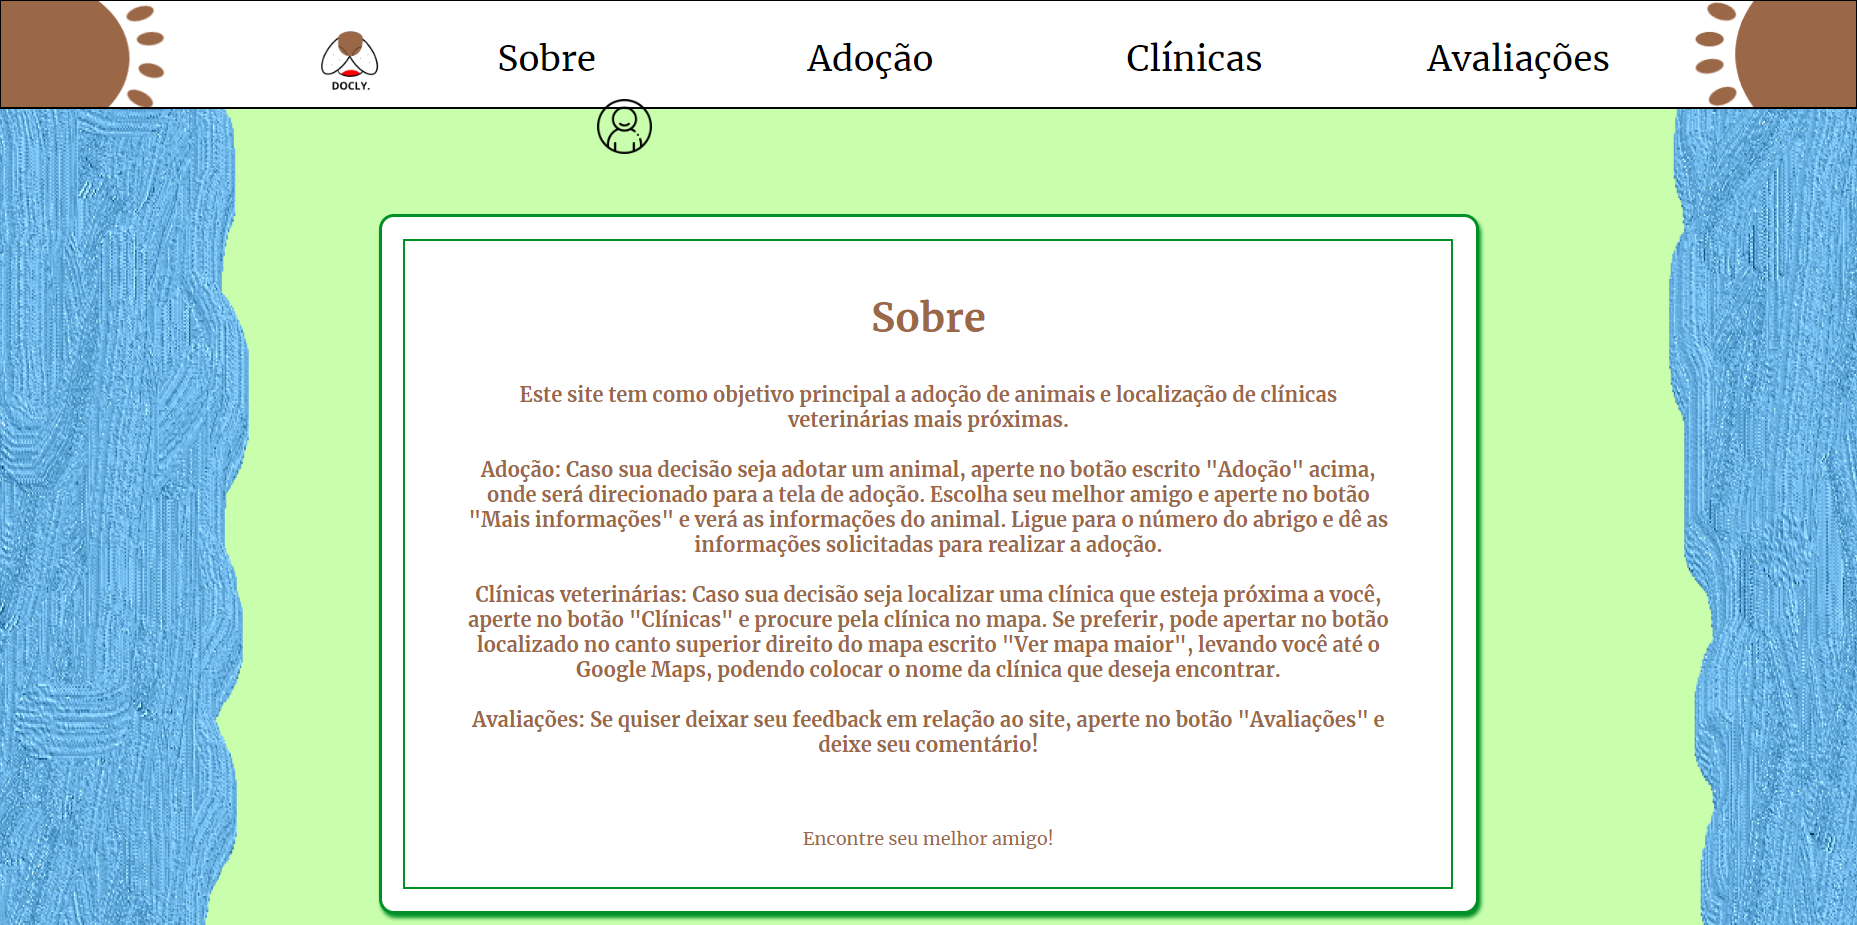 DOCLY.
Sobre
Adoção
Clínicas
Avaliações
Sobre
Este site tem como objetivo principal a adoção de animais e localização de clínicas
veterinárias mais próximas.
Adoção: Caso sua decisão seja adotar um animal, aperte no botão escrito "Adoção" acima,
onde será direcionado para a tela de adoção. Escolha seu melhor amigo e aperte no botão
"Mais informações" e verá as informações do animal. Ligue para o número do abrigo e dê as
informações solicitadas para realizar a adoção.
Clínicas veterinárias: Caso sua decisão seja localizar uma clínica que esteja próxima a você,
aperte no botão "Clínicas" e procure pela clínica no mapa. Se preferir, pode apertar no botão
localizado no canto superior direito do mapa escrito "Ver mapa maior", levando você até o
Google Maps, podendo colocar o nome da clínica que deseja encontrar.
Avaliações: Se quiser deixar seu feedback em relação ao site, aperte no botão "Avaliações" e
deixe seu comentário!
Encontre seu melhor amigo!